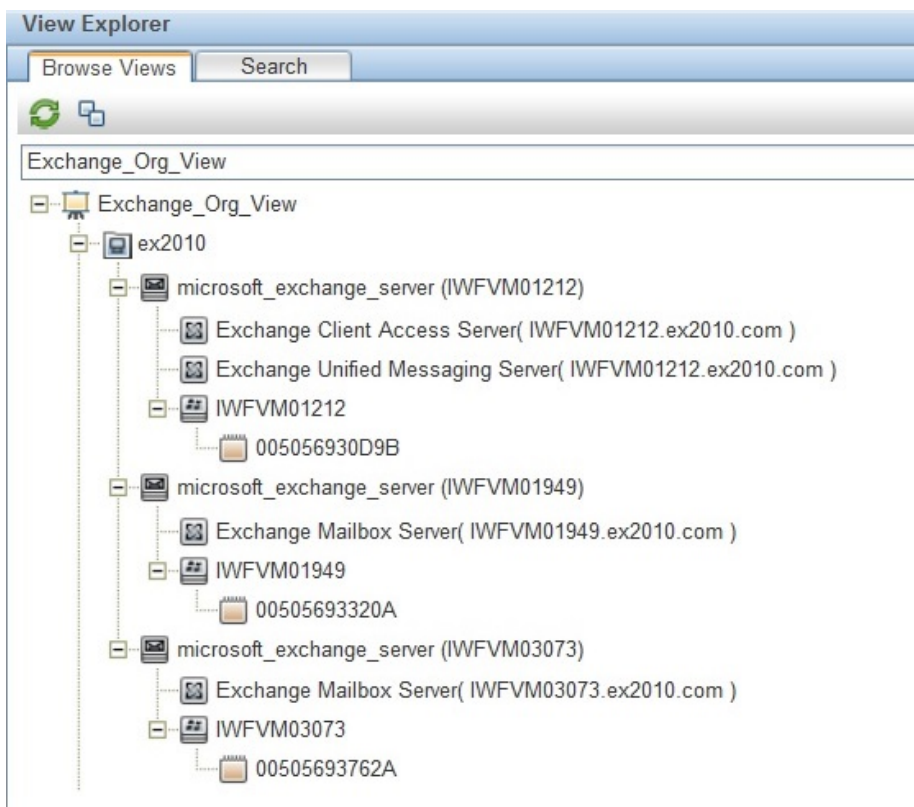 View Explorer
Browse Views
Search
Exchange_Org_View
Exchange_Org_View
ex2010
microsoft_exchange_server (IWFVM01212)
Exchange Client Access Server( IWFVM01212.ex2010.com )
Exchange Unified Messaging Server( IWFVM01212.ex2010.com )
IWFVM01212
005056930D9B
microsoft_exchange_server (IWFVM01949)
Exchange Mailbox Server( IWFVM01949.ex2010.com )
IWFVM01949
00505693320A
microsoft_exchange_server (IWFVM03073)
Exchange Mailbox Server( IWFVM03073.ex2010.com )
IWFVM03073
00505693762A